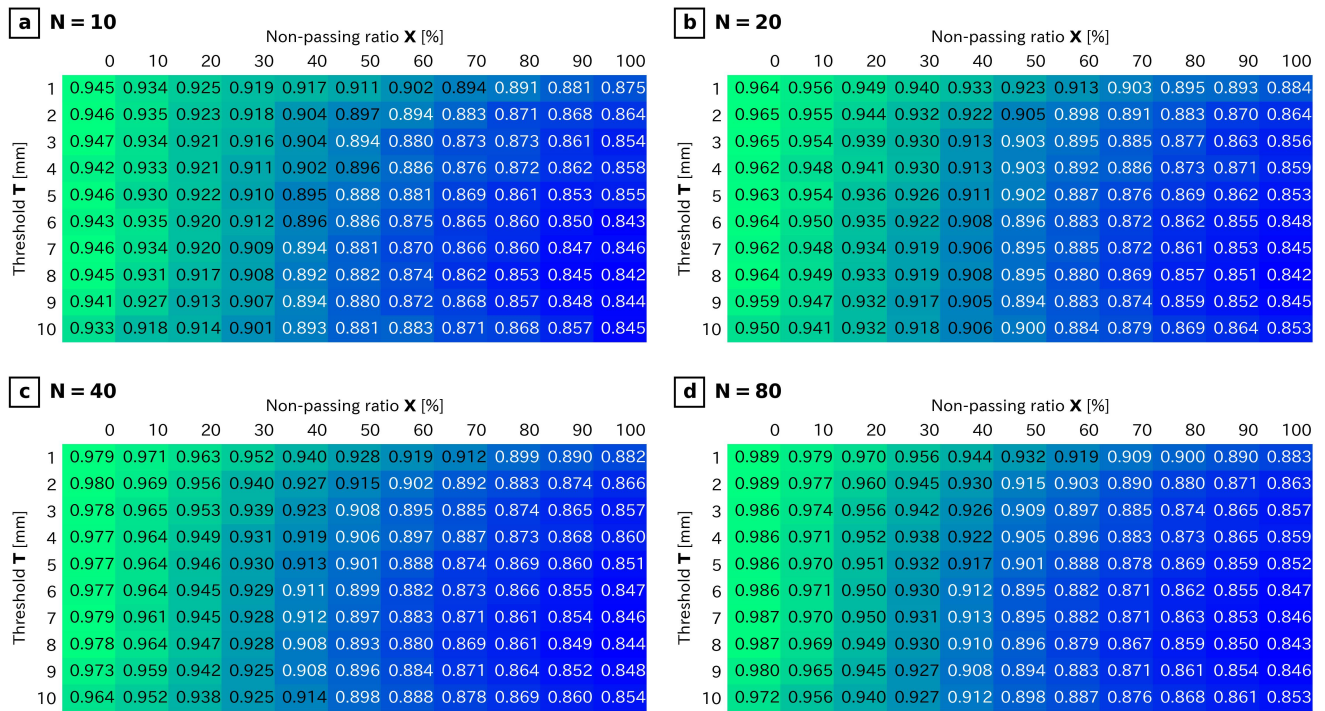 a N = 10
Non-passing ratio X [%]
0 10 20 30 40 50 60 70 80 90 100
Threshold T [mm]
1 0.945 0.934 0.925 0.919 0.917 0.911 0.902 0.894 0.891 0.881 0.875
2 0.946 0.935 0.923 0.918 0.904 0.897 0.894 0.883 0.871 0.868 0.864
3 0.947 0.934 0.921 0.916 0.904 0.894 0.880 0.873 0.873 0.861 0.854
4 0.942 0.933 0.921 0.911 0.902 0.896 0.886 0.876 0.872 0.862 0.858
5 0.946 0.930 0.922 0.910 0.895 0.888 0.881 0.869 0.861 0.853 0.855
6 0.943 0.935 0.920 0.912 0.896 0.886 0.875 0.865 0.860 0.850 0.843
7 0.946 0.934 0.920 0.909 0.894 0.881 0.870 0.866 0.860 0.847 0.846
8 0.945 0.931 0.917 0.908 0.892 0.882 0.874 0.862 0.853 0.845 0.842
9 0.941 0.927 0.913 0.907 0.894 0.880 0.872 0.868 0.857 0.848 0.844
10 0.933 0.918 0.914 0.901 0.893 0.881 0.883 0.871 0.868 0.857 0.845
b N = 20
Non-passing ratio X [%]
0 10 20 30 40 50 60 70 80 90 100
Threshold T [mm]
1 0.964 0.956 0.949 0.940 0.933 0.923 0.913 0.903 0.895 0.893 0.884
2 0.965 0.955 0.944 0.932 0.922 0.905 0.898 0.891 0.883 0.870 0.864
3 0.965 0.954 0.939 0.930 0.913 0.903 0.895 0.885 0.877 0.863 0.856
4 0.962 0.948 0.941 0.930 0.913 0.903 0.892 0.886 0.873 0.871 0.859
5 0.963 0.954 0.936 0.926 0.911 0.902 0.887 0.876 0.869 0.862 0.853
6 0.964 0.950 0.935 0.922 0.908 0.896 0.883 0.872 0.862 0.855 0.848
7 0.962 0.948 0.934 0.919 0.906 0.895 0.885 0.872 0.861 0.853 0.845
8 0.964 0.949 0.933 0.919 0.908 0.895 0.880 0.869 0.857 0.851 0.842
9 0.959 0.947 0.932 0.917 0.905 0.894 0.883 0.874 0.859 0.852 0.845
10 0.950 0.941 0.932 0.918 0.906 0.900 0.884 0.879 0.869 0.864 0.853
c N = 40
Non-passing ratio X [%]
0 10 20 30 40 50 60 70 80 90 100
Threshold T [mm]
1 0.979 0.971 0.963 0.952 0.940 0.928 0.919 0.912 0.899 0.890 0.882
2 0.980 0.969 0.956 0.940 0.927 0.915 0.902 0.892 0.883 0.874 0.866
3 0.978 0.965 0.953 0.939 0.923 0.908 0.895 0.885 0.874 0.865 0.857
4 0.977 0.964 0.949 0.931 0.919 0.906 0.897 0.887 0.873 0.868 0.860
5 0.977 0.964 0.946 0.930 0.913 0.901 0.888 0.874 0.869 0.860 0.851
6 0.977 0.964 0.945 0.929 0.911 0.899 0.882 0.873 0.866 0.855 0.847
7 0.979 0.961 0.945 0.928 0.912 0.897 0.883 0.871 0.861 0.854 0.846
8 0.978 0.964 0.947 0.928 0.908 0.893 0.880 0.869 0.861 0.849 0.844
9 0.973 0.959 0.942 0.925 0.908 0.896 0.884 0.871 0.864 0.852 0.848
10 0.964 0.952 0.938 0.925 0.914 0.898 0.888 0.878 0.869 0.860 0.854
d N = 80
Non-passing ratio X [%]
0 10 20 30 40 50 60 70 80 90 100
Threshold T [mm]
1 0.989 0.979 0.970 0.956 0.944 0.932 0.919 0.909 0.900 0.890 0.883
2 0.989 0.977 0.960 0.945 0.930 0.915 0.903 0.890 0.880 0.871 0.863
3 0.986 0.974 0.956 0.942 0.926 0.909 0.897 0.885 0.874 0.865 0.857
4 0.986 0.971 0.952 0.938 0.922 0.905 0.896 0.883 0.873 0.865 0.859
5 0.986 0.970 0.951 0.932 0.917 0.901 0.888 0.878 0.869 0.859 0.852
6 0.986 0.971 0.950 0.930 0.912 0.895 0.882 0.871 0.862 0.855 0.847
7 0.987 0.970 0.950 0.931 0.913 0.895 0.882 0.871 0.863 0.853 0.846
8 0.987 0.969 0.949 0.930 0.910 0.896 0.879 0.867 0.859 0.850 0.843
9 0.980 0.965 0.945 0.927 0.908 0.894 0.883 0.871 0.861 0.854 0.846
10 0.972 0.956 0.940 0.927 0.912 0.898 0.887 0.876 0.868 0.861 0.853